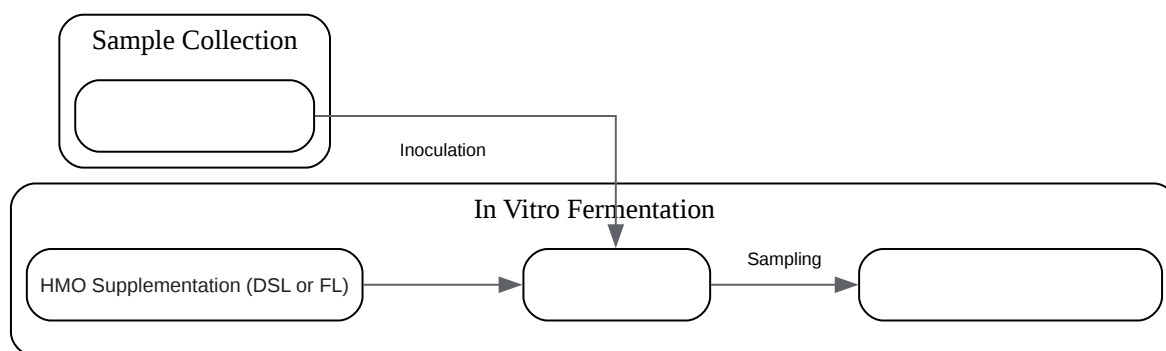 Sample Collection
Inoculation
In Vitro Fermentation
HMO Supplementation (DSL or FL)
Sampling